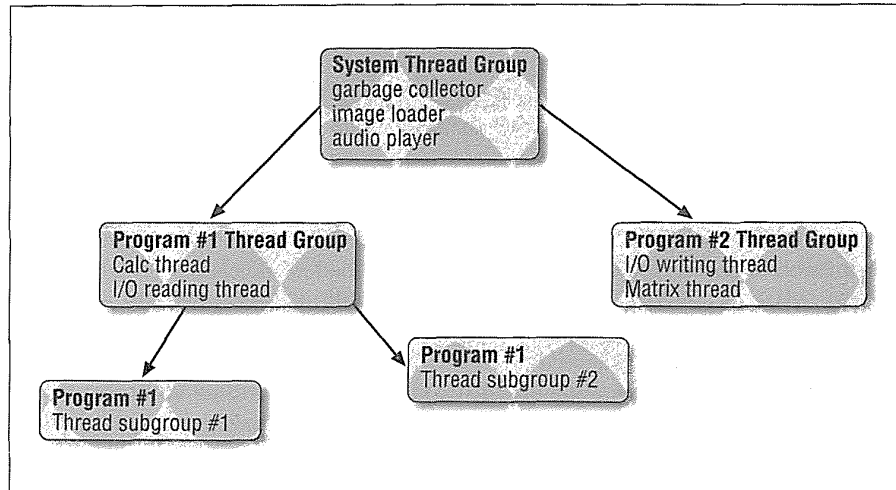 System Thread Group
garbage collector
image loader
audio player
Program #1 Thread Group
Calc thread
I/O reading thread
Program #2 Thread Group
I/O writing thread
Matrix thread
Program #1
Thread subgroup #2
Program #1
Thread subgroup #1